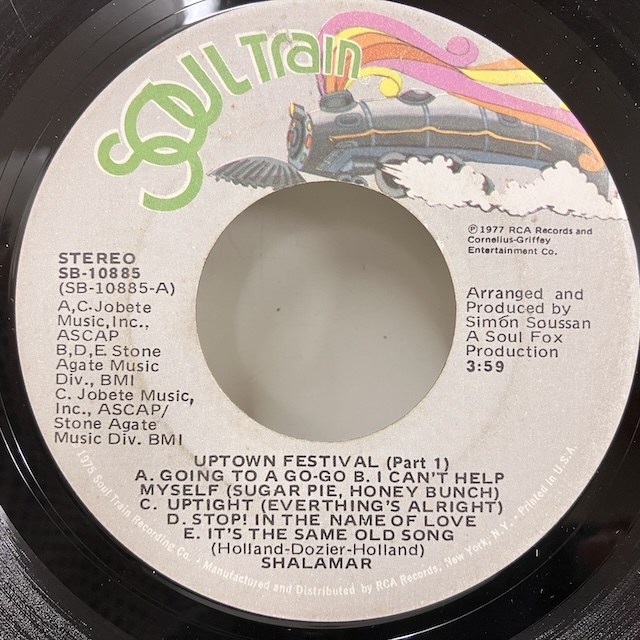 SOUL Train
℗ 1977 RCA Records and
Cornelius-Griffey
Entertainment Co.
STEREO
SB-10885
(SB-10885-A)
A,C.Jobete
Music,Inc.,
ASCAP
B,D,E Stone
Agate Music
Div., BMI
C. Jobete Music,
Inc., ASCAP/
Stone Agate
Music Div. BMI
Arranged and
Produced by
Simon Soussan
A Soul Fox
Production
3:59
UPTOWN FESTIVAL (Part 1)
A. GOING TO A GO-GO B. I CAN'T HELP
MYSELF (SUGAR PIE, HONEY BUNCH)
C. UPTIGHT (EVERTHING'S ALRIGHT)
D. STOP! IN THE NAME OF LOVE
E. IT'S THE SAME OLD SONG
(Holland-Dozier-Holland)
SHALAMAR
1975 Soul Train Recording Co. • Manufactured and Distributed by RCA Records, New York, N.Y. • Printed in U.S.A.